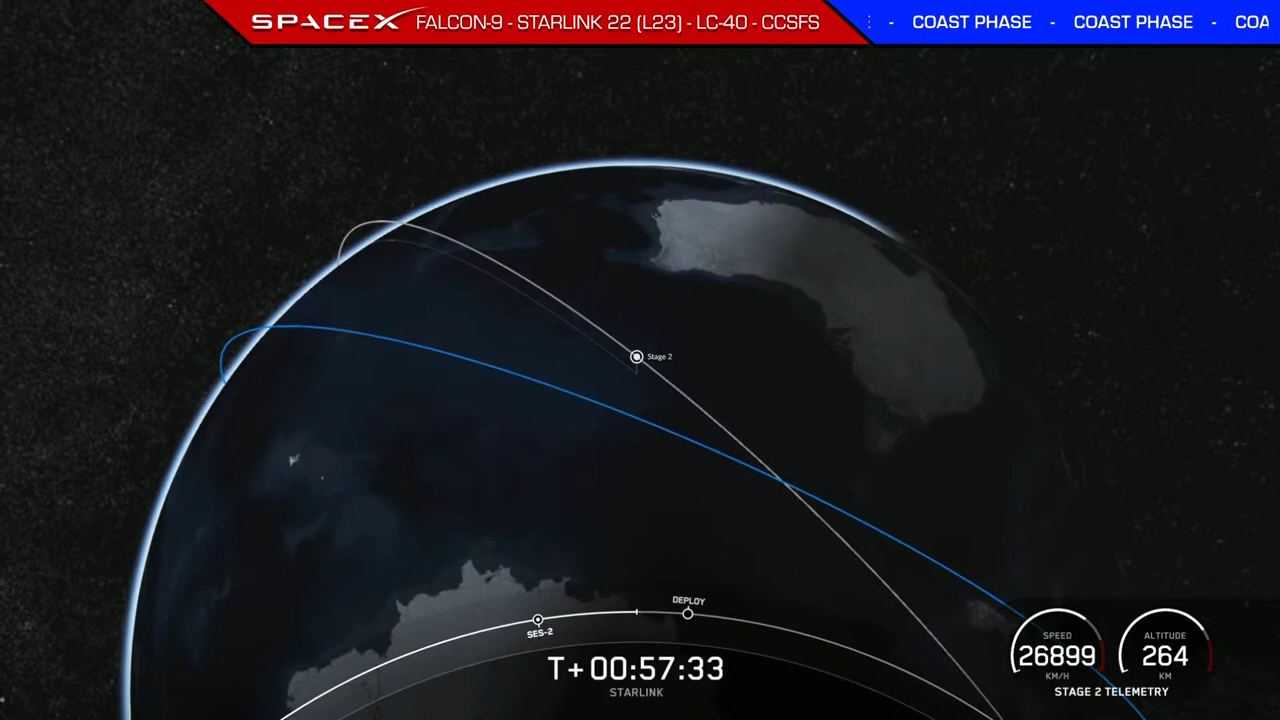 SPACEX FALCON-9 - STARLINK 22 (L23) - LC-40 - CCSFS
- COAST PHASE - COAST PHASE - COA
Stage 2
DEPLOY
SES-2
T+ 00:57:33
STARLINK
SPEED
26899
KM/H
ALTITUDE
264
KM
STAGE 2 TELEMETRY